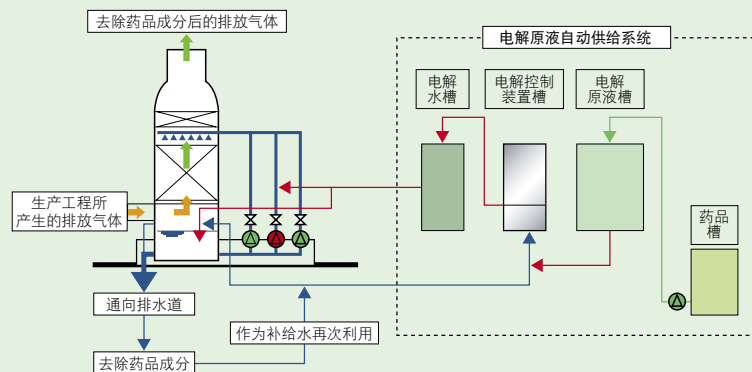 去除药品成分后的排放气体
电解原液自动供给系统
电解
水槽
电解控制
装置槽
电解
原液槽
生产工程所
产生的排放气体
药品
槽
通向排水道
作为补给水再次利用
去除药品成分